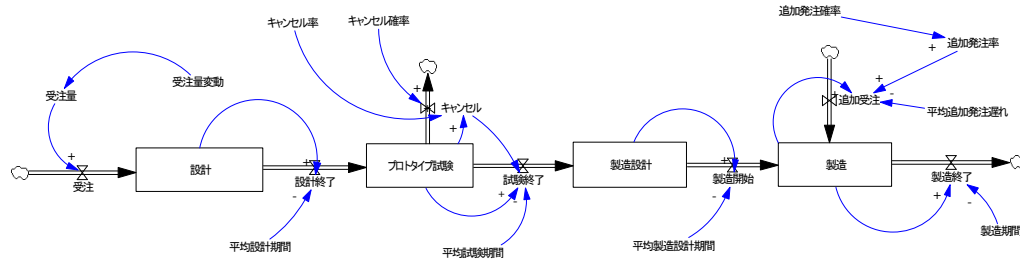 追加発注確率
キャンセル率
キャンセル確率
追加発注率
+
受注量変動
受注量
+
+
-
追加受注
+
キャンセル
平均追加発注遅れ
+
+
受注
設計
+
設計終了
-
プロトタイプ試験
試験終了
+
-
製造設計
+
製造開始
-
製造
製造終了
+
-
製造期間
平均設計期間
平均試験期間
平均製造設計期間